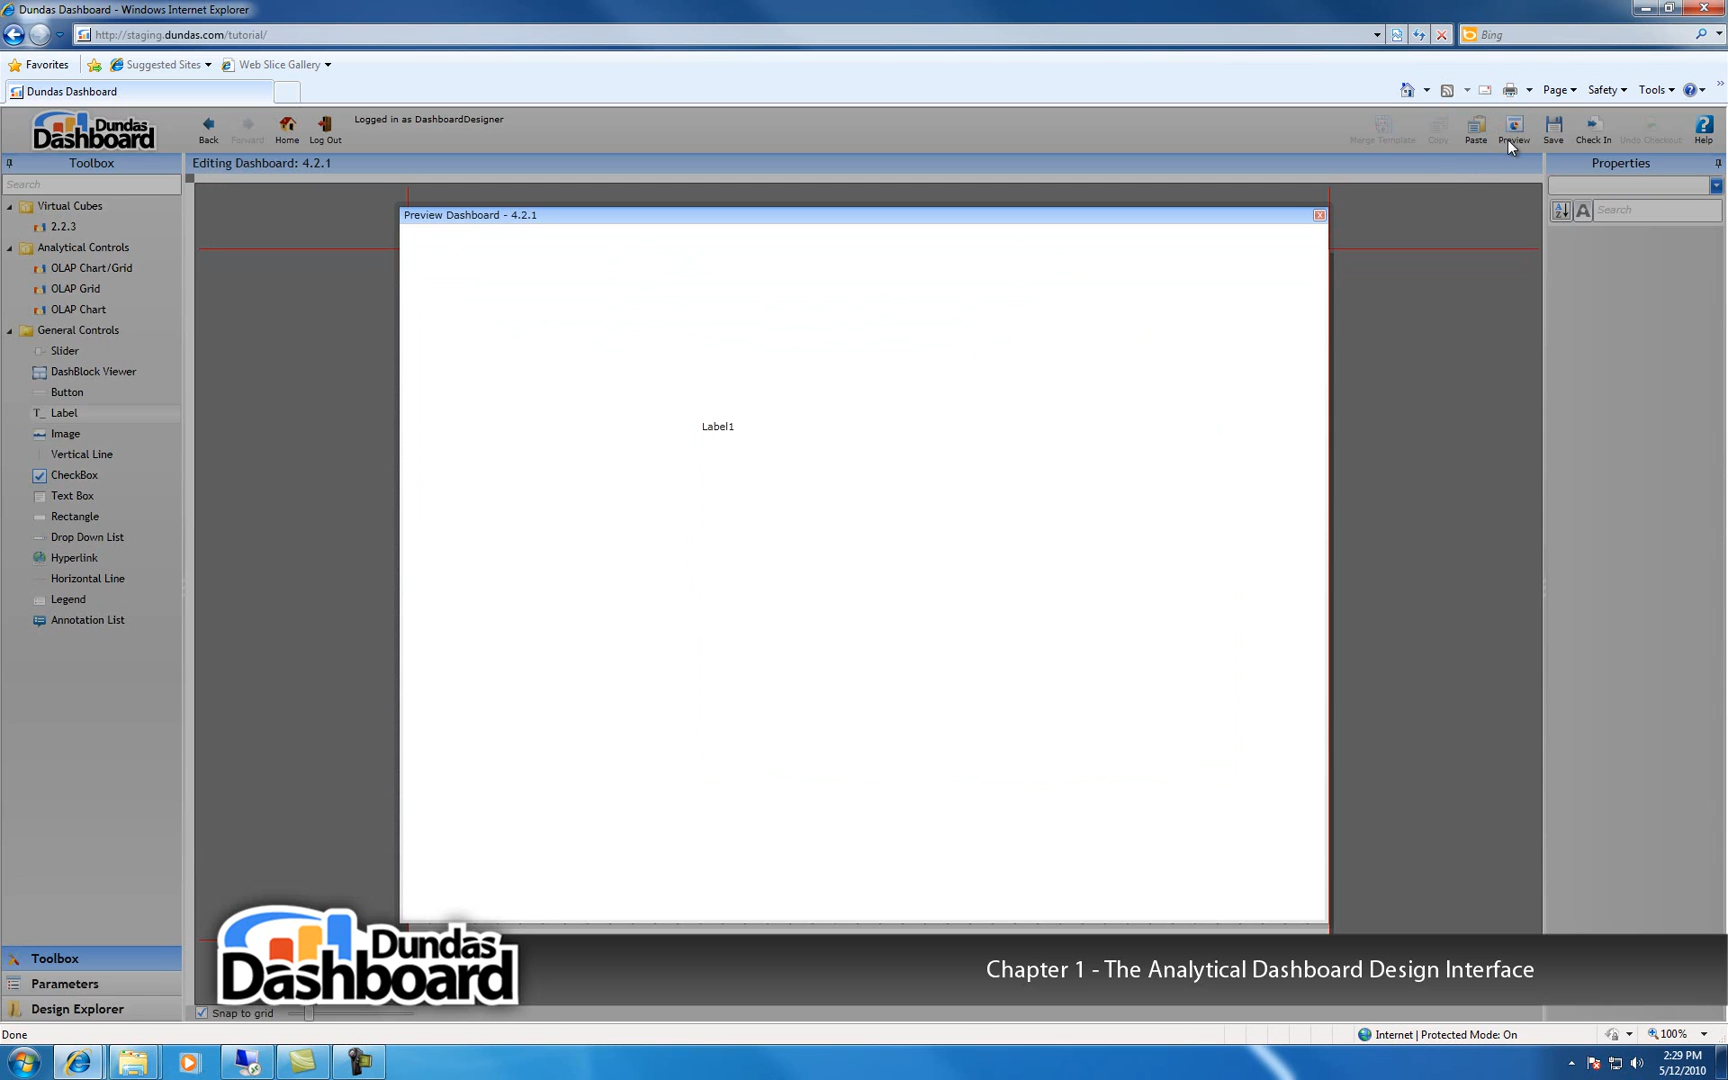 Dundas Dashboard - Windows Internet Explorer
http://staging.dundas.com/tutorial/
Bing
Favorites
Suggested Sites
Web Slice Gallery
Dundas Dashboard
Page
Safety
Tools
Dundas
Dashboard
Back
Forward
Home
Log Out
Logged in as DashboardDesigner
Merge Template
Copy
Paste
Preview
Save
Check In
Undo Checkout
Help
Toolbox
Editing Dashboard: 4.2.1
Properties
Search
Search
Virtual Cubes
2.2.3
Analytical Controls
OLAP Chart/Grid
OLAP Grid
OLAP Chart
General Controls
Slider
DashBlock Viewer
Button
Label
Image
Vertical Line
CheckBox
Text Box
Rectangle
Drop Down List
Hyperlink
Horizontal Line
Legend
Annotation List
Preview Dashboard - 4.2.1
Label1
Toolbox
Parameters
Design Explorer
Dundas
Dashboard
Chapter 1 - The Analytical Dashboard Design Interface
Snap to grid
Done
Internet | Protected Mode: On
100%
2:29 PM
5/12/2010